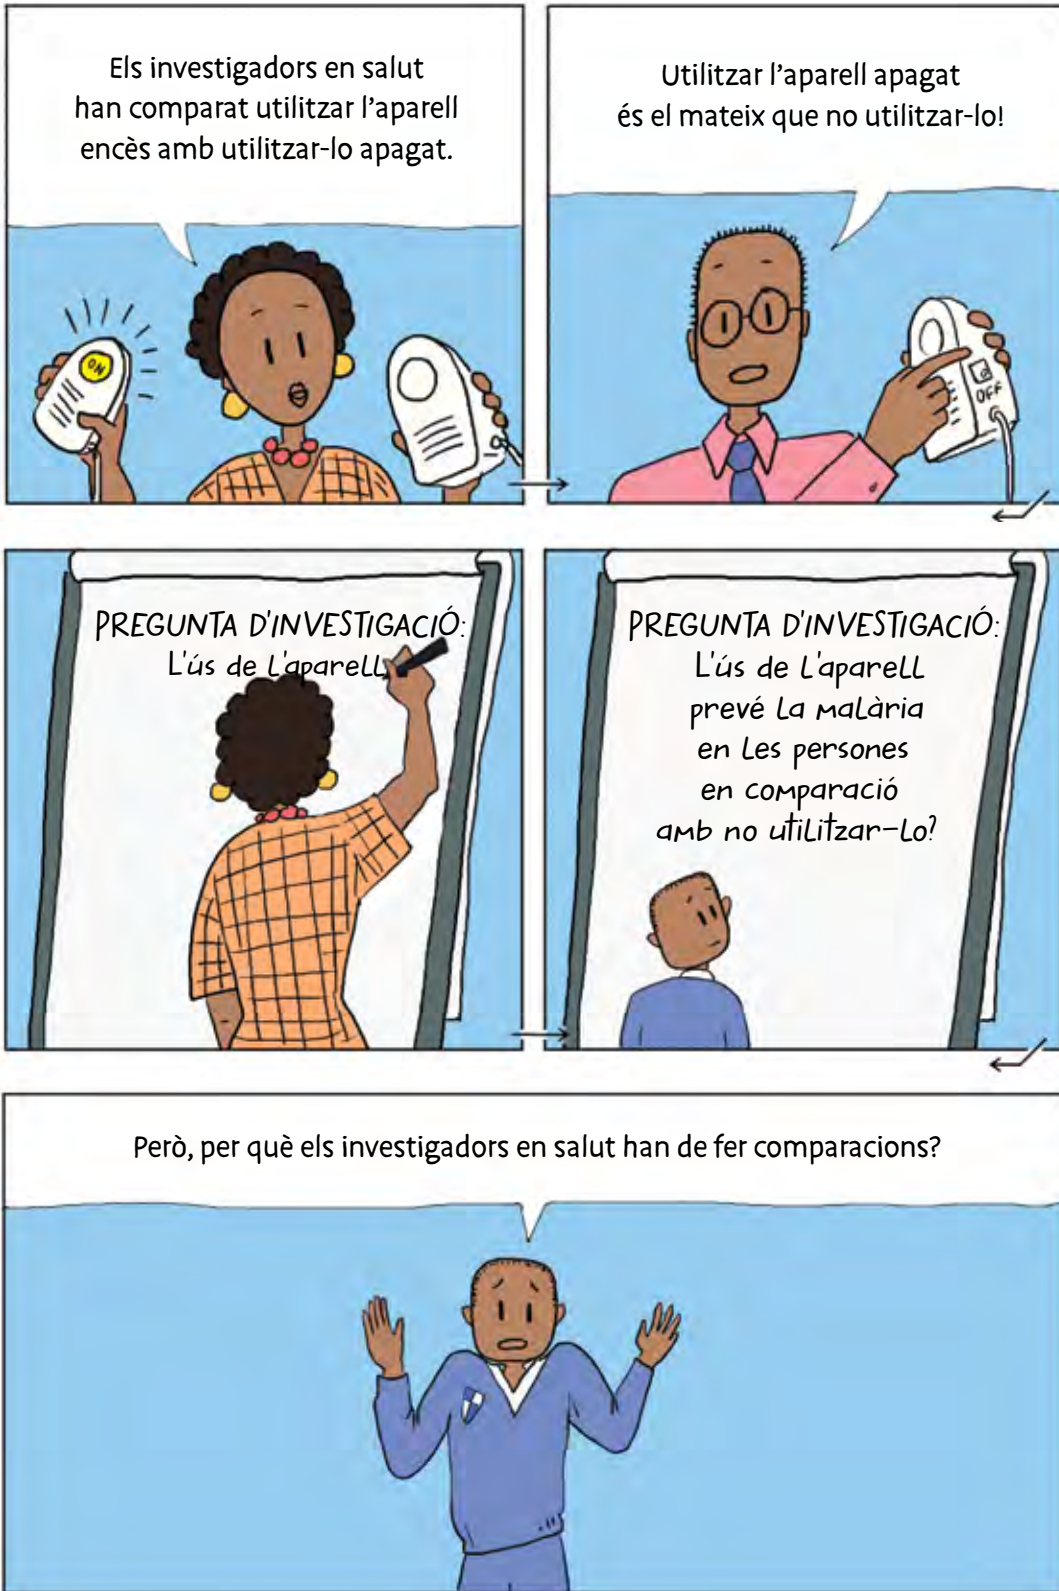 Els investigadors en salut
han comparat utilitzar l'aparell
encès amb utilitzar-lo apagat.
Utilitzar l'aparell apagat
és el mateix que no utilitzar-lo!
ON
OFF
PREGUNTA D'INVESTIGACIÓ:
L'ús de l'aparell
PREGUNTA D'INVESTIGACIÓ:
L'ús de l'aparell
prevé la malària
en les persones
en comparació
amb no utilitzar-lo?
Però, per què els investigadors en salut han de fer comparacions?